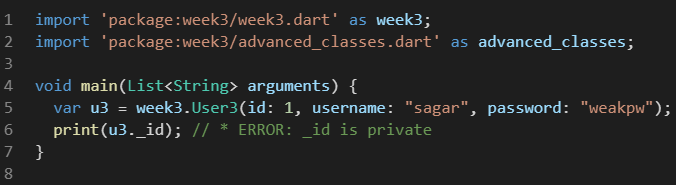 1 import 'package:week3/week3.dart' as week3;
2 import 'package:week3/advanced_classes.dart' as advanced_classes;
3
4 void main(List<String> arguments) {
5   var u3 = week3.User3(id: 1, username: "sagar", password: "weakpw");
6   print(u3._id); // * ERROR: _id is private
7 }
8